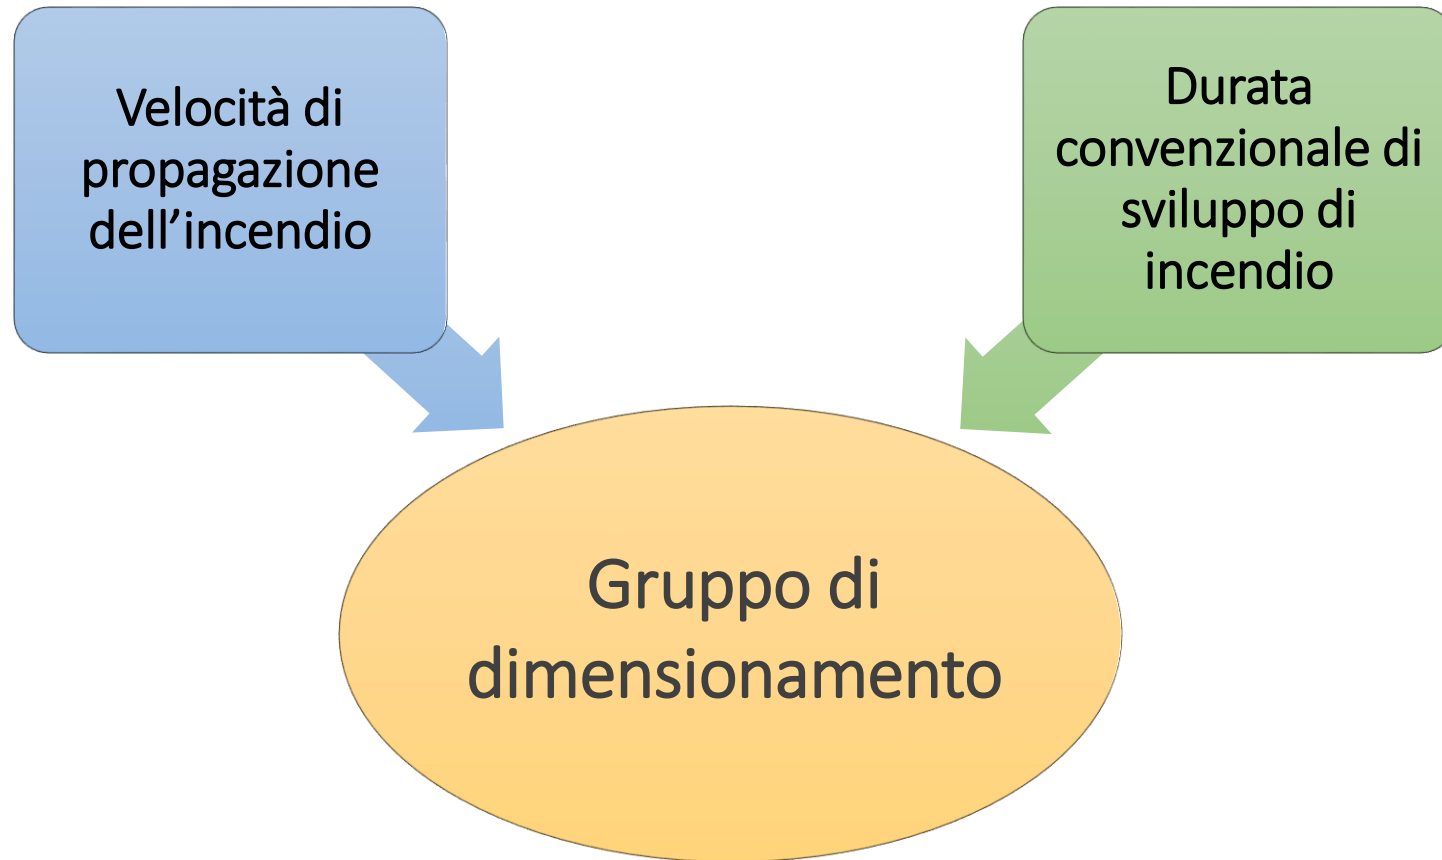 Velocità di
propagazione
dell’incendio
Durata
convenzionale di
sviluppo di
incendio
Gruppo di
dimensionamento